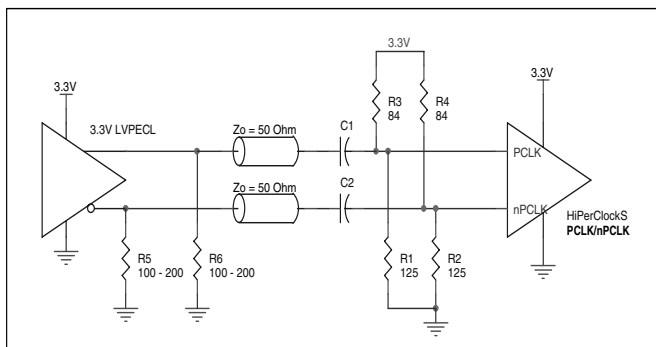 3.3V
3.3V
3.3V
3.3V LVPECL
R3
84
R4
84
Zo = 50 Ohm
C1
PCLK
Zo = 50 Ohm
C2
nPCLK
HiPerClockS
PCLK/nPCLK
R5
100 - 200
R6
100 - 200
R1
125
R2
125